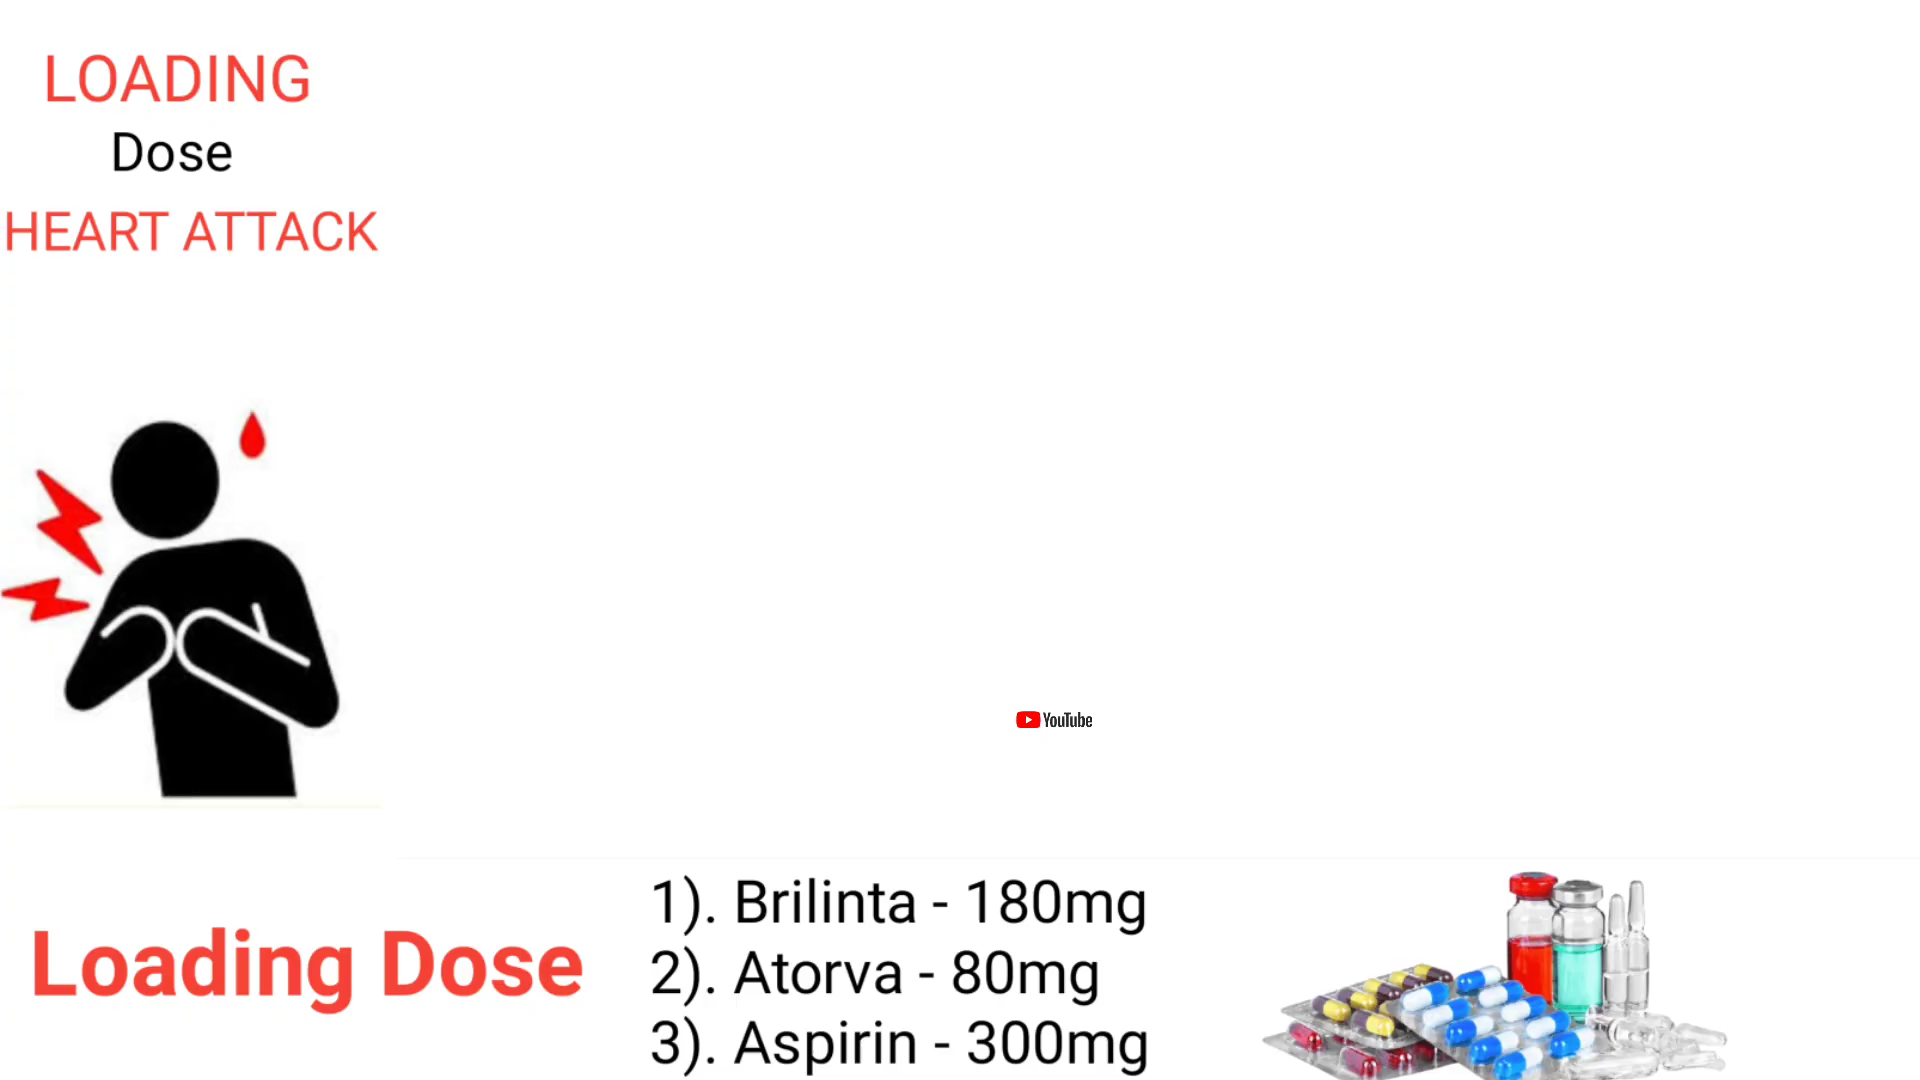 LOADING
Dose
HEART ATTACK
YouTube
Loading Dose
1). Brilinta - 180mg
2). Atorva - 80mg
3). Aspirin - 300mg